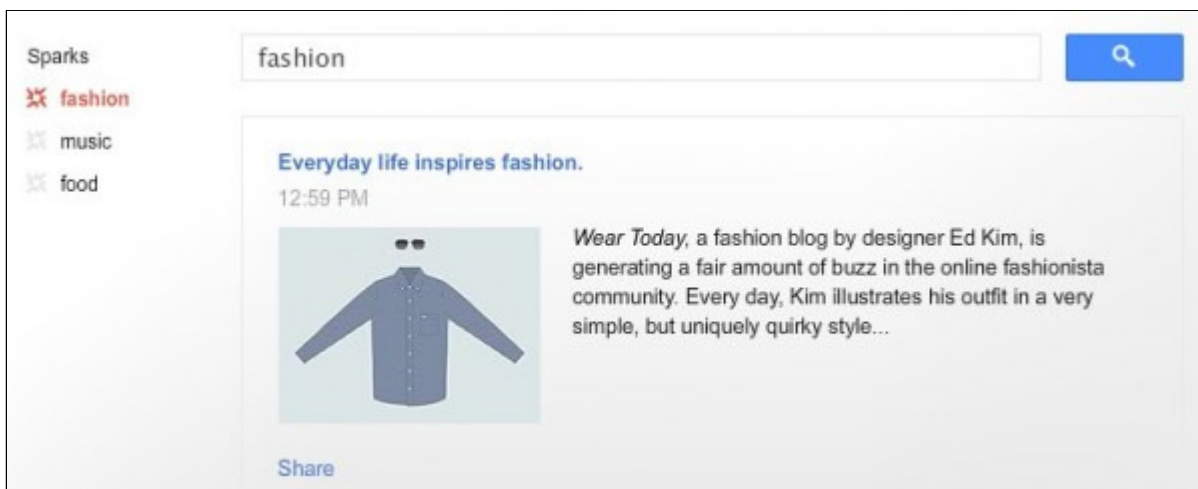 Sparks
fashion
music
food
fashion
Everyday life inspires fashion.
12:59 PM
Wear Today, a fashion blog by designer Ed Kim, is
generating a fair amount of buzz in the online fashionista
community. Every day, Kim illustrates his outfit in a very
simple, but uniquely quirky style...
Share